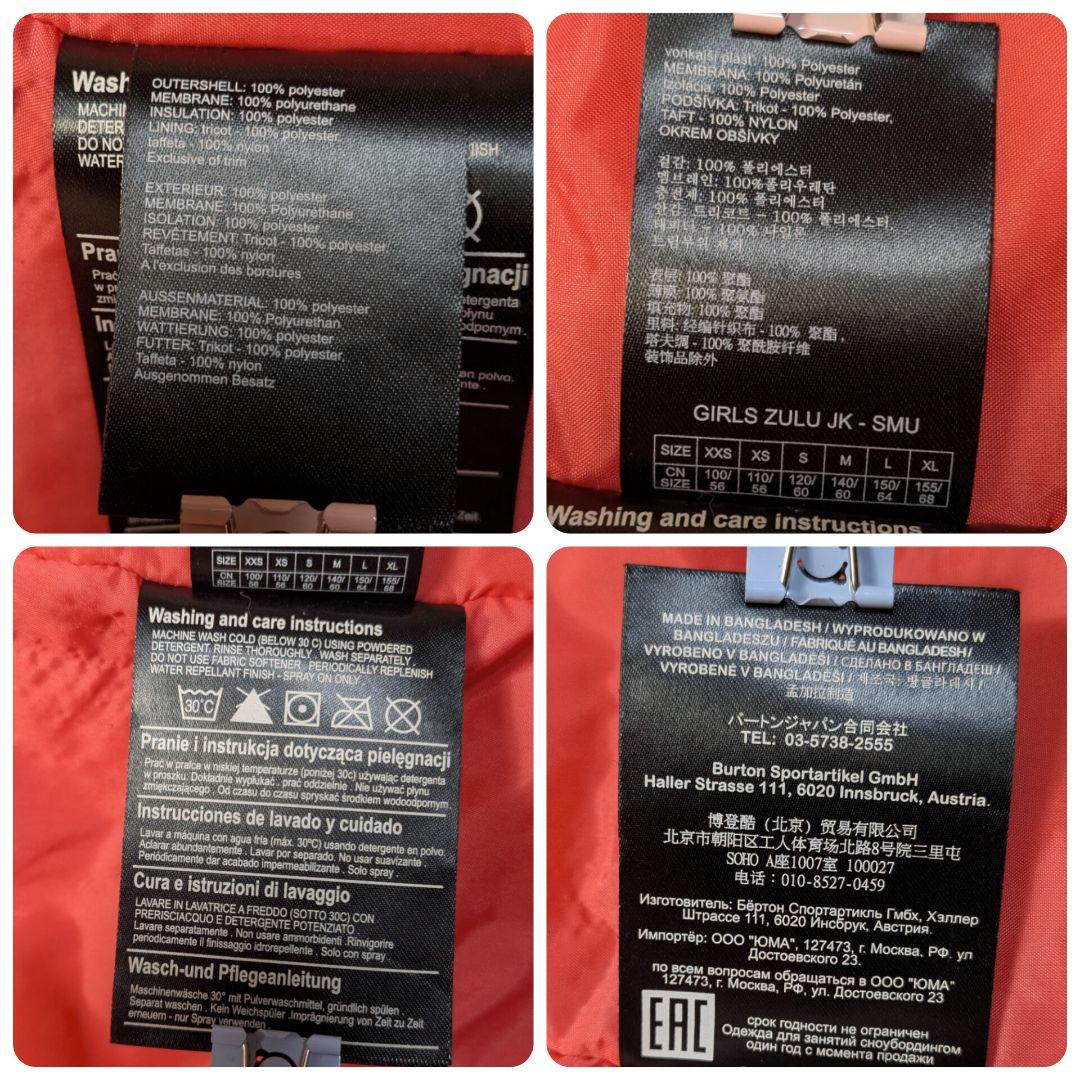 Wash
MACHI
DETER
DO NO
WATER
OUTERSHELL: 100% polyester
MEMBRANE: 100% polyurethane
INSULATION: 100% polyester
LINING: tricot - 100% polyester,
taffeta - 100% nylon
Exclusive of trim
EXTERIEUR: 100% polyester
MEMBRANE: 100% Polyurethane
ISOLATION: 100% polyester
REVÊTEMENT: Tricot - 100% polyester,
Taffetas - 100% nylon
A l'exclusion des bordures
AUSSENMATERIAL: 100% polyester
MEMBRANE: 100% Polyurethan
WATTIERUNG: 100% polyester
FUTTER: Trikot - 100% polyester,
Taffeta - 100% nylon
Ausgenommen Besatz
Pra
Prać
w p
zmi
In
gnacji
etergenta
płynu
odpornym.
en polvo.
nte .
Zeit
vonkajší plášť: 100% Polyester
MEMBRÁNA: 100% Polyuretán
Izolácia: 100% Polyester
PODŠÍVKA: Trikot - 100% Polyester,
TAFT - 100% NYLON
OKREM OBŠÍVKY
겉감: 100% 폴리에스터
멤브레인: 100%폴리우레탄
충전제: 100% 폴리에스터
안감: 트리코트 - 100% 폴리에스터,
태피타 - 100% 나일론
트림부위 제외
表层: 100% 聚酯
薄膜: 100% 聚氨酯
填充物: 100% 聚酯
里料: 经编针织布 - 100% 聚酯 ,
塔夫绸 - 100% 聚酰胺纤维
装饰品除外
GIRLS ZULU JK - SMU
SIZE XXS XS S M L XL
CN SIZE 100/56 110/56 120/60 140/60 150/64 155/68
Washing and care instructions
SIZE XXS XS S M L XL
CN SIZE 100/56 110/56 120/60 140/60 150/64 155/68
Washing and care instructions
MACHINE WASH COLD (BELOW 30 C) USING POWDERED
DETERGENT. RINSE THOROUGHLY . WASH SEPARATELY .
DO NOT USE FABRIC SOFTENER . PERIODICALLY REPLENISH
WATER REPELLANT FINISH - SPRAY ON ONLY
30°C
Pranie i instrukcja dotycząca pielęgnacji
Prać w pralce w niskiej temperaturze (poniżej 30c) używając detergenta
w proszku. Dokładnie wypłukać . prać oddzielnie . Nie używać płynu
zmiękczającego . Od czasu do czasu spryskać środkiem wodoodpornym .
Instrucciones de lavado y cuidado
Lavar a máquina con agua fría (máx. 30ºC) usando detergente en polvo.
Aclarar abundantemente . Lavar por separado. No usar suavizante .
Periódicamente dar acabado impermeabilizante . Solo spray .
Cura e istruzioni di lavaggio
LAVARE IN LAVATRICE A FREDDO (SOTTO 30C) CON
PRERISCIACQUO E DETERGENTE POTENZIATO
Lavare separatamente . Non usare ammorbidenti .Rinvigorire
periodicamente il finissaggio idrorepellente . Solo con spray .
Wasch-und Pflegeanleitung
Maschinenwäsche 30° mit Pulverwaschmittel, gründlich spülen .
Separat waschen . Kein Weichspüler .Imprägnierung von Zeit zu Zeit
erneuern - nur Spray verwenden .
MADE IN BANGLADESH / WYPRODUKOWANO W
BANGLADESZU / FABRIQUÉ AU BANGLADESH /
VYROBENO V BANGLADÉŠI / СДЕЛАНО В БАНГЛАДЕШ /
VYROBENÉ V BANGLADÉŠI / 제조국: 방글라데시 /
孟加拉制造
バートンジャパン合同会社
TEL: 03-5738-2555
Burton Sportartikel GmbH
Haller Strasse 111, 6020 Innsbruck, Austria.
博登酷（北京）贸易有限公司
北京市朝阳区工人体育场北路8号院三里屯
SOHO A座1007室 100027
电话：010-8527-0459
Изготовитель: Бёртон Спортартикль Гмбх, Хэллер
Штрассе 111, 6020 Инсбрук, Австрия.
Импортёр: ООО "ЮМА", 127473, г. Москва, РФ. ул
Достоевского 23.
по всем вопросам обращаться в ООО "ЮМА"
127473, г. Москва, РФ, ул. Достоевского 23
EAC
срок годности не ограничен
Одежда для занятий сноубордингом
один год с момента продажи